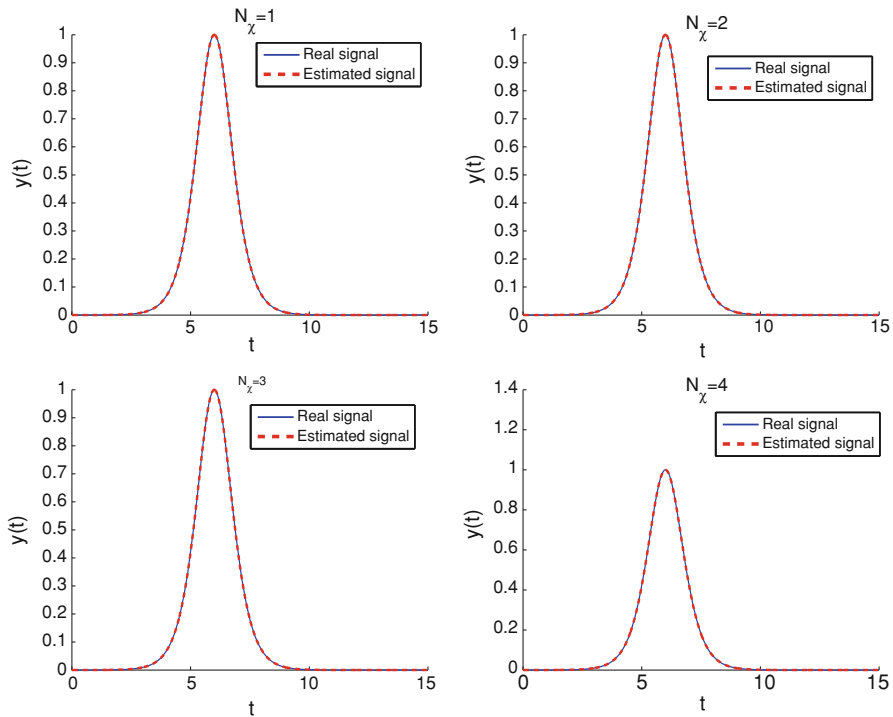 N_χ=1
Real signal
Estimated signal
y(t)
1
0.9
0.8
0.7
0.6
0.5
0.4
0.3
0.2
0.1
0
0 5 10 15
t
N_χ=2
Real signal
Estimated signal
y(t)
1
0.9
0.8
0.7
0.6
0.5
0.4
0.3
0.2
0.1
0
0 5 10 15
t
N_χ=3
Real signal
Estimated signal
y(t)
1
0.9
0.8
0.7
0.6
0.5
0.4
0.3
0.2
0.1
0
0 5 10 15
t
N_χ=4
Real signal
Estimated signal
y(t)
1.4
1.2
1
0.8
0.6
0.4
0.2
0
0 5 10 15
t